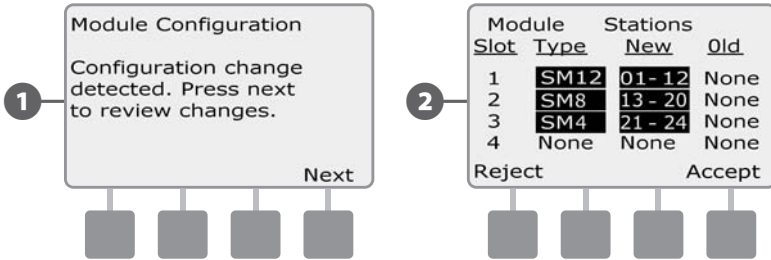 1
Module Configuration
Configuration change
detected. Press next
to review changes.
Next
2
Module Stations
Slot Type New Old
1 SM12 01-12 None
2 SM8 13 - 20 None
3 SM4 21 - 24 None
4 None None None
Reject Accept